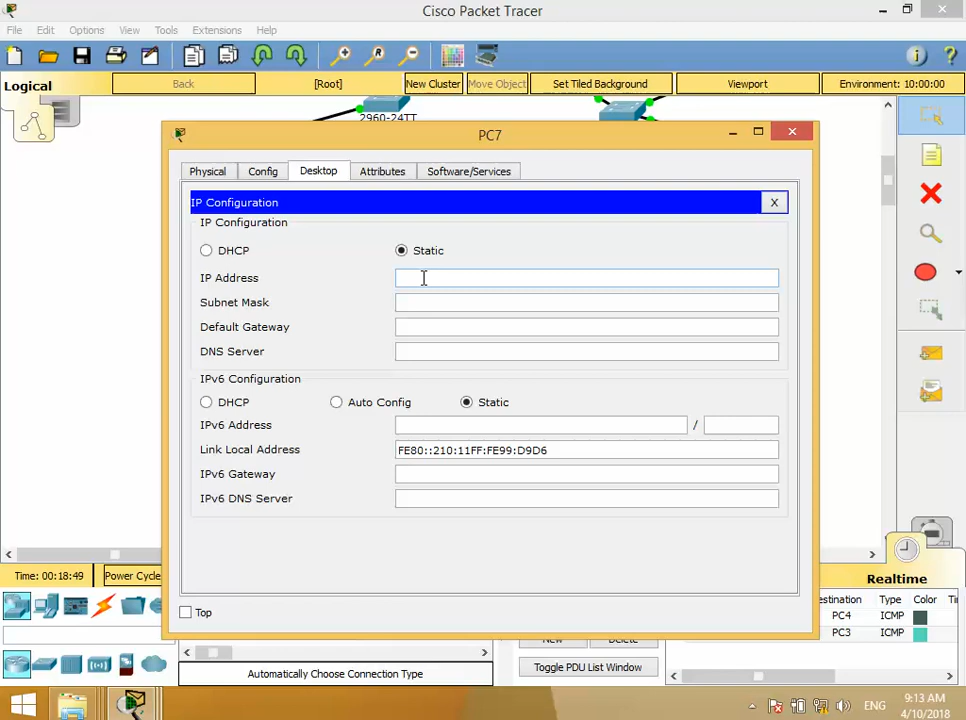 Cisco Packet Tracer
File Edit Options View Tools Extensions Help
Logical Back [Root] New Cluster Move Object Set Tiled Background Viewport Environment: 10:00:00
2960-24TT
PC7
Physical Config Desktop Attributes Software/Services
IP Configuration X
IP Configuration
DHCP Static
IP Address
Subnet Mask
Default Gateway
DNS Server
IPv6 Configuration
DHCP Auto Config Static
IPv6 Address /
Link Local Address FE80::210:11FF:FE99:D9D6
IPv6 Gateway
IPv6 DNS Server
Time: 00:18:49 Power Cycle
Realtime
Top
estination Type Color
PC4 ICMP
PC3 ICMP
New Delete
Toggle PDU List Window
Automatically Choose Connection Type
ENG
9:13 AM
4/10/2018